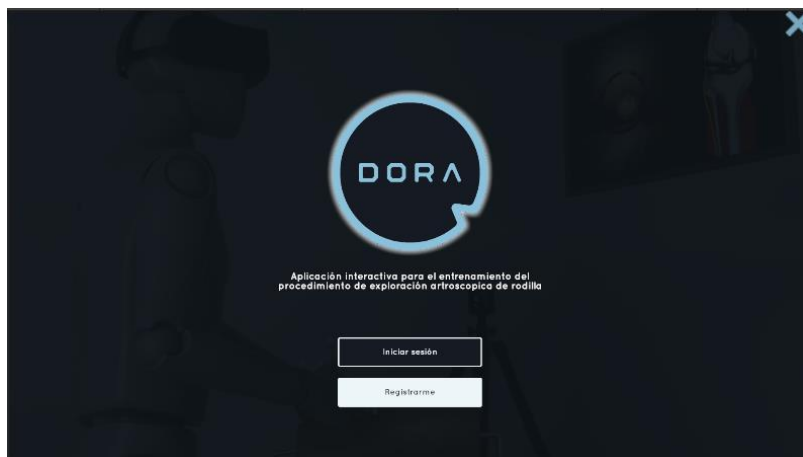 DORA
Aplicación interactiva para el entrenamiento del
procedimiento de exploración artroscopica de rodilla
Iniciar sesión
Registrarme